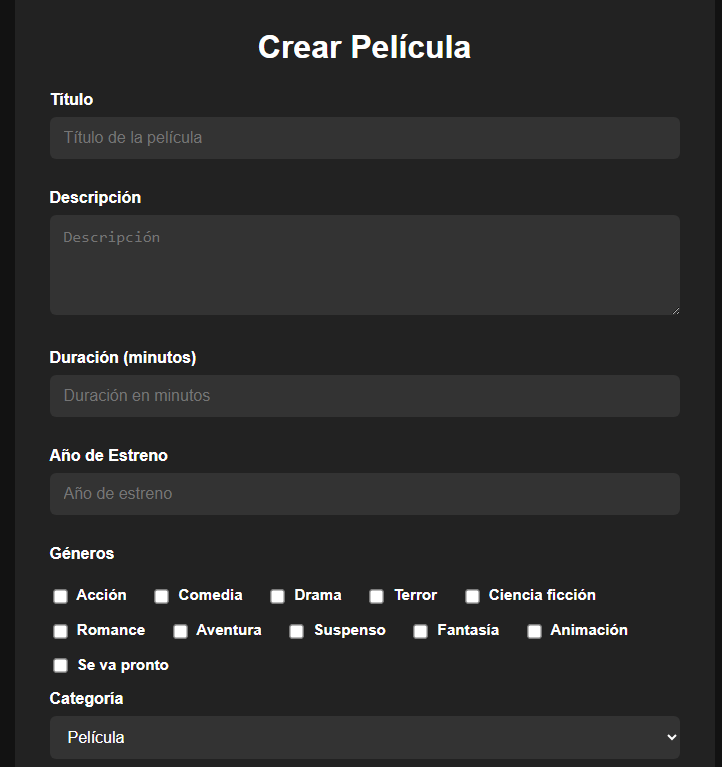 Crear Película
Título
Título de la película
Descripción
Descripción
Duración (minutos)
Duración en minutos
Año de Estreno
Año de estreno
Géneros
Acción Comedia Drama Terror Ciencia ficción
Romance Aventura Suspenso Fantasía Animación
Se va pronto
Categoría
Película